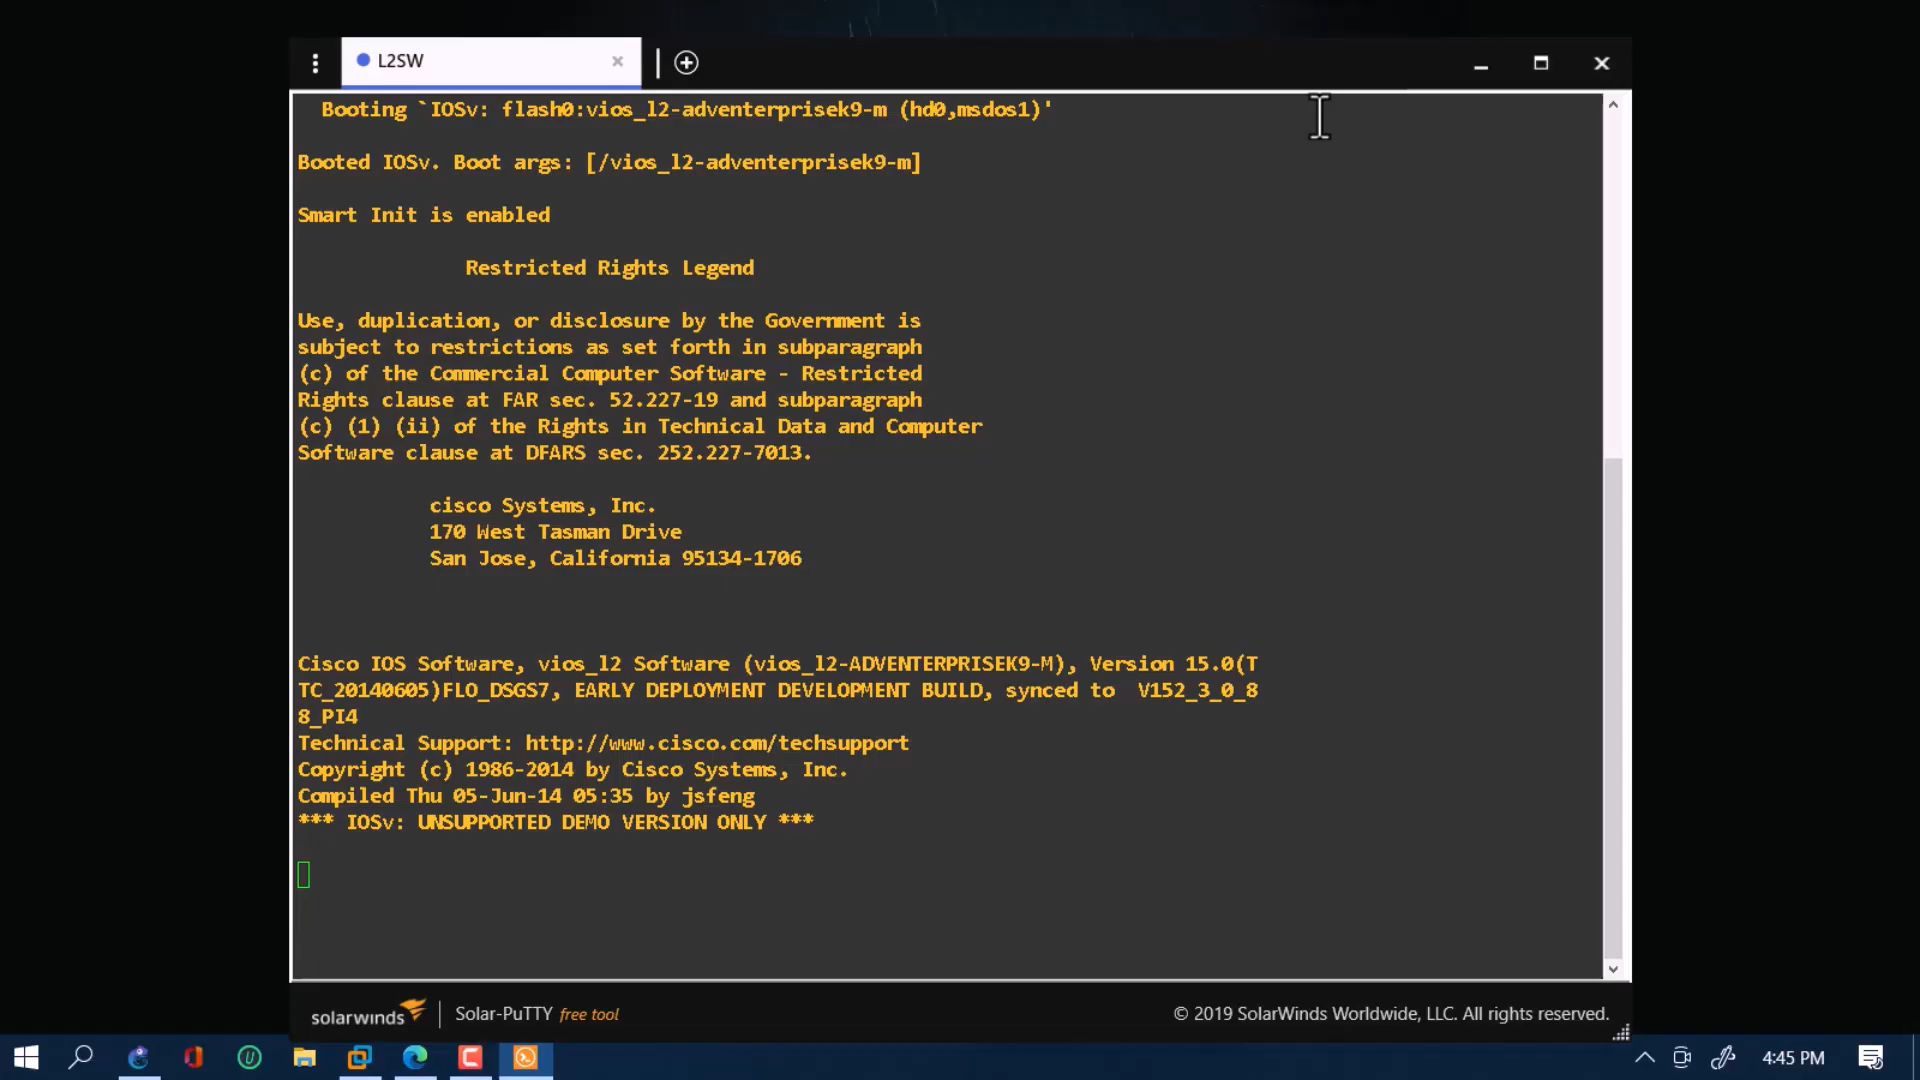 L2SW
Booting `IOSv: flash0:vios_l2-adventerprisek9-m (hd0,msdos1)'
Booted IOSv. Boot args: [/vios_l2-adventerprisek9-m]
Smart Init is enabled
Restricted Rights Legend
Use, duplication, or disclosure by the Government is
subject to restrictions as set forth in subparagraph
(c) of the Commercial Computer Software - Restricted
Rights clause at FAR sec. 52.227-19 and subparagraph
(c) (1) (ii) of the Rights in Technical Data and Computer
Software clause at DFARS sec. 252.227-7013.
cisco Systems, Inc.
170 West Tasman Drive
San Jose, California 95134-1706
Cisco IOS Software, vios_l2 Software (vios_l2-ADVENTERPRISEK9-M), Version 15.0(T
TC_20140605)FLO_DSGS7, EARLY DEPLOYMENT DEVELOPMENT BUILD, synced to  V152_3_0_8
8_PI4
Technical Support: http://www.cisco.com/techsupport
Copyright (c) 1986-2014 by Cisco Systems, Inc.
Compiled Thu 05-Jun-14 05:35 by jsfeng
*** IOSv: UNSUPPORTED DEMO VERSION ONLY ***
solarwinds Solar-PuTTY free tool © 2019 SolarWinds Worldwide, LLC. All rights reserved.
4:45 PM